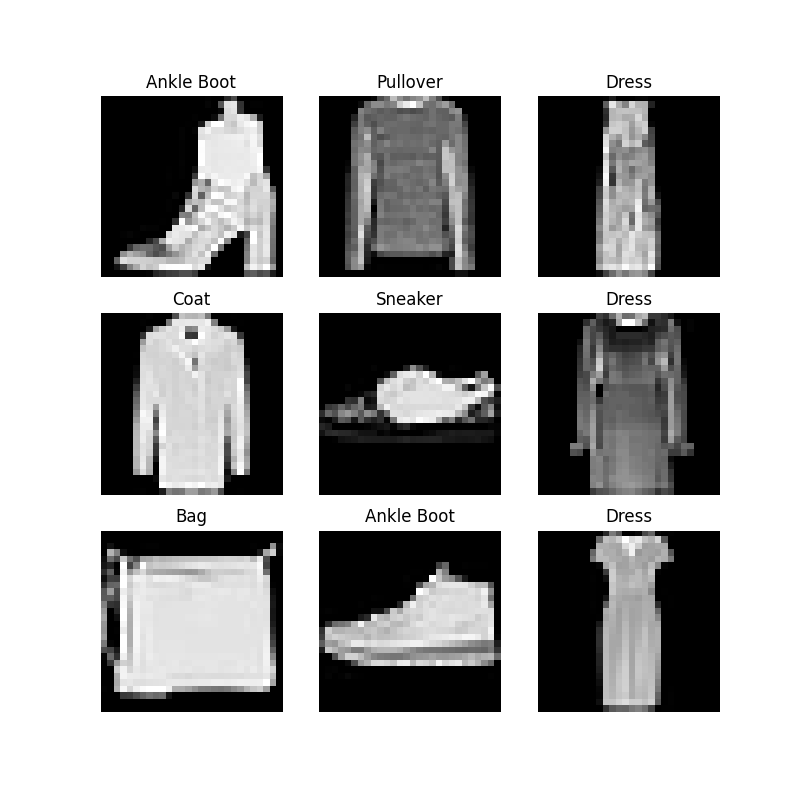 Ankle Boot
Pullover
Dress
Coat
Sneaker
Dress
Bag
Ankle Boot
Dress